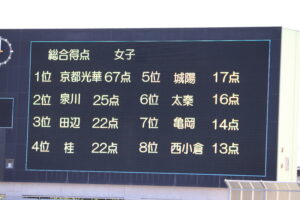 総合得点 女子
1位 京都光華 67点 5位 城陽 17点
2位 泉川 25点 6位 太秦 16点
3位 田辺 22点 7位 亀岡 14点
4位 桂 22点 8位 西小倉 13点